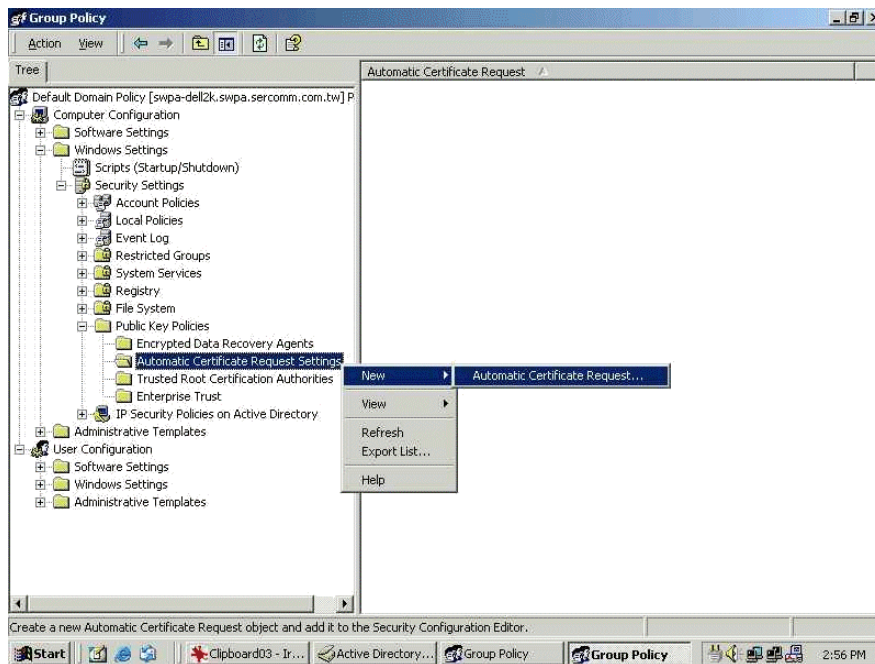 Group Policy
Action View
Tree
Automatic Certificate Request
Default Domain Policy [swpa-dell2k.swpa.sercomm.com.tw] P
Computer Configuration
Software Settings
Windows Settings
Scripts (Startup/Shutdown)
Security Settings
Account Policies
Local Policies
Event Log
Restricted Groups
System Services
Registry
File System
Public Key Policies
Encrypted Data Recovery Agents
Automatic Certificate Request Settings
Trusted Root Certification Authorities
Enterprise Trust
IP Security Policies on Active Directory
Administrative Templates
User Configuration
Software Settings
Windows Settings
Administrative Templates
New
Automatic Certificate Request...
View
Refresh
Export List...
Help
Create a new Automatic Certificate Request object and add it to the Security Configuration Editor.
Start
Clipboard03 - Ir...
Active Directory...
Group Policy
Group Policy
2:56 PM